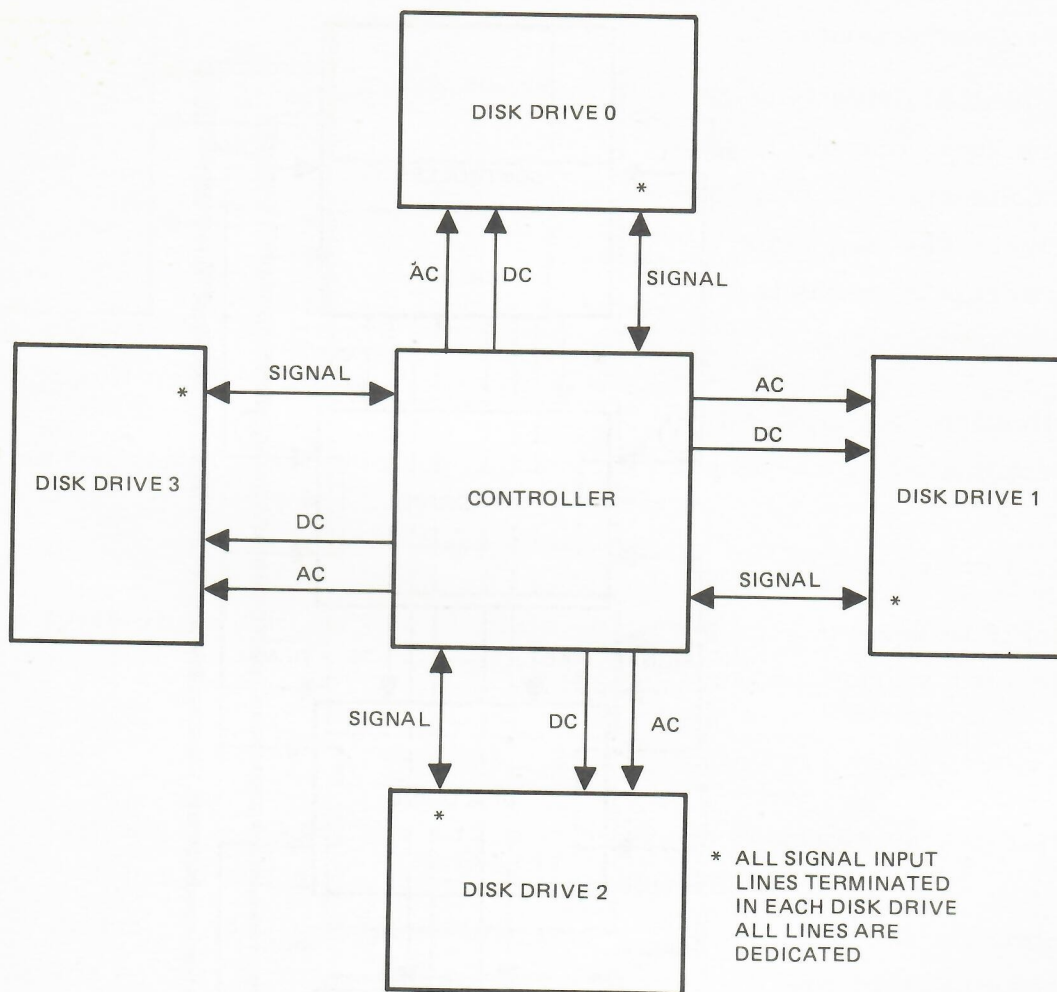 DISK DRIVE 0
*
AC DC SIGNAL
SIGNAL
*
AC
DC
DISK DRIVE 3
CONTROLLER
DISK DRIVE 1
DC
AC
SIGNAL
*
SIGNAL DC AC
*
DISK DRIVE 2
* ALL SIGNAL INPUT
LINES TERMINATED
IN EACH DISK DRIVE
ALL LINES ARE
DEDICATED